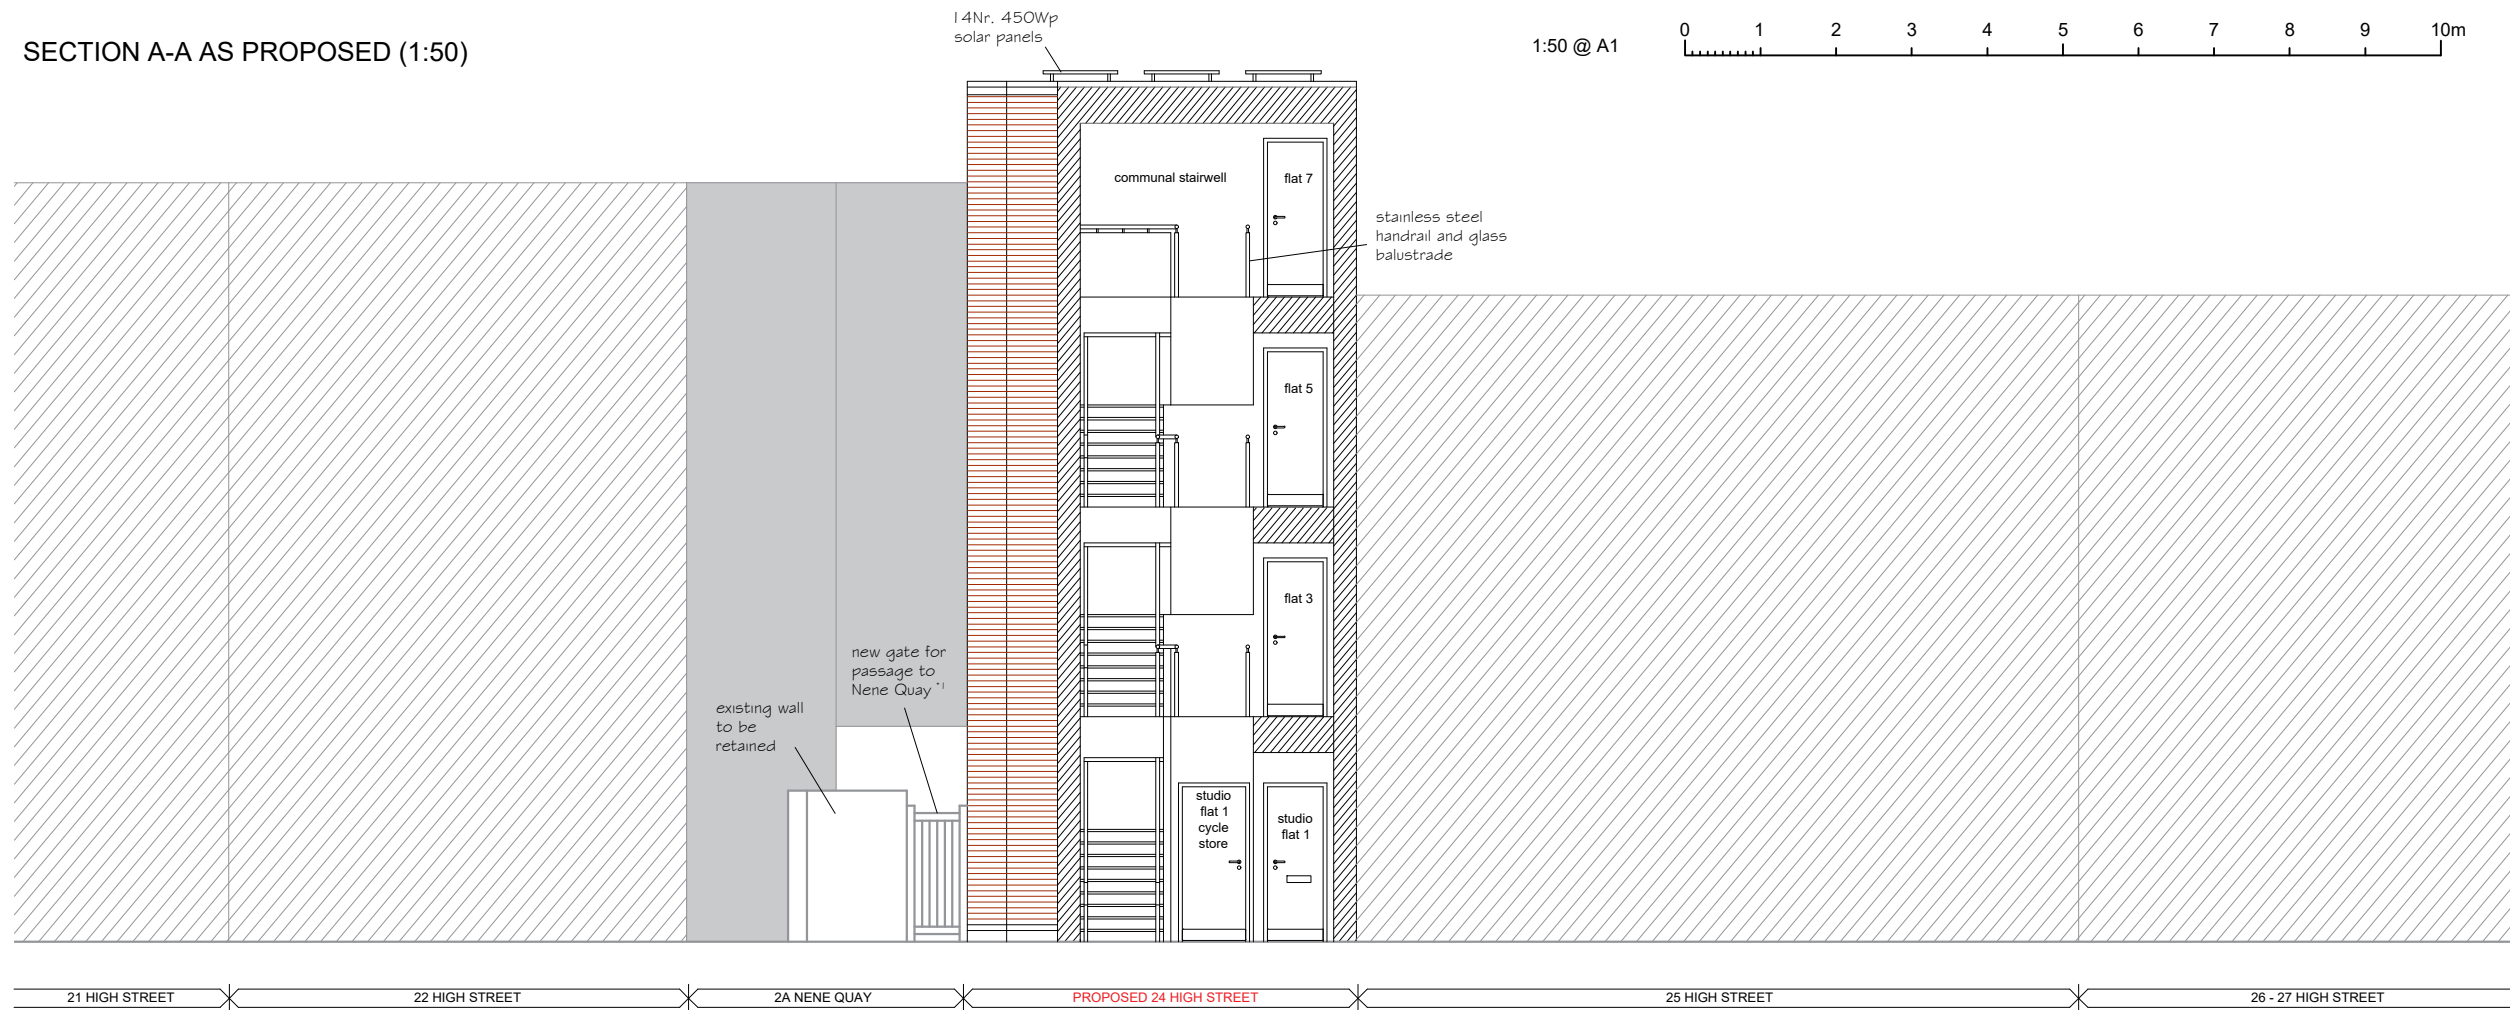 SECTION A-A AS PROPOSED (1:50)
14Nr. 450Wp
solar panels
1:50 @ A1
0 1 2 3 4 5 6 7 8 9 10m
communal stairwell
flat 7
stainless steel
handrail and glass
balustrade
flat 5
flat 3
new gate for
passage to
Nene Quay *1
existing wall
to be
retained
studio
flat 1
cycle
store
studio
flat 1
21 HIGH STREET
22 HIGH STREET
2A NENE QUAY
PROPOSED 24 HIGH STREET
25 HIGH STREET
26 - 27 HIGH STREET